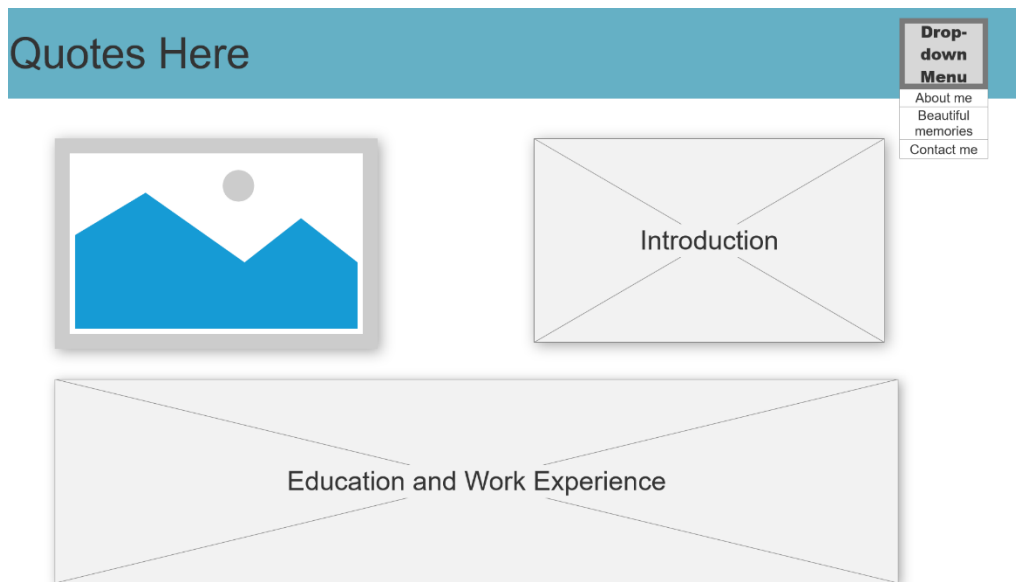 Quotes Here
Drop-
down
Menu
About me
Beautiful
memories
Contact me
Introduction
Education and Work Experience